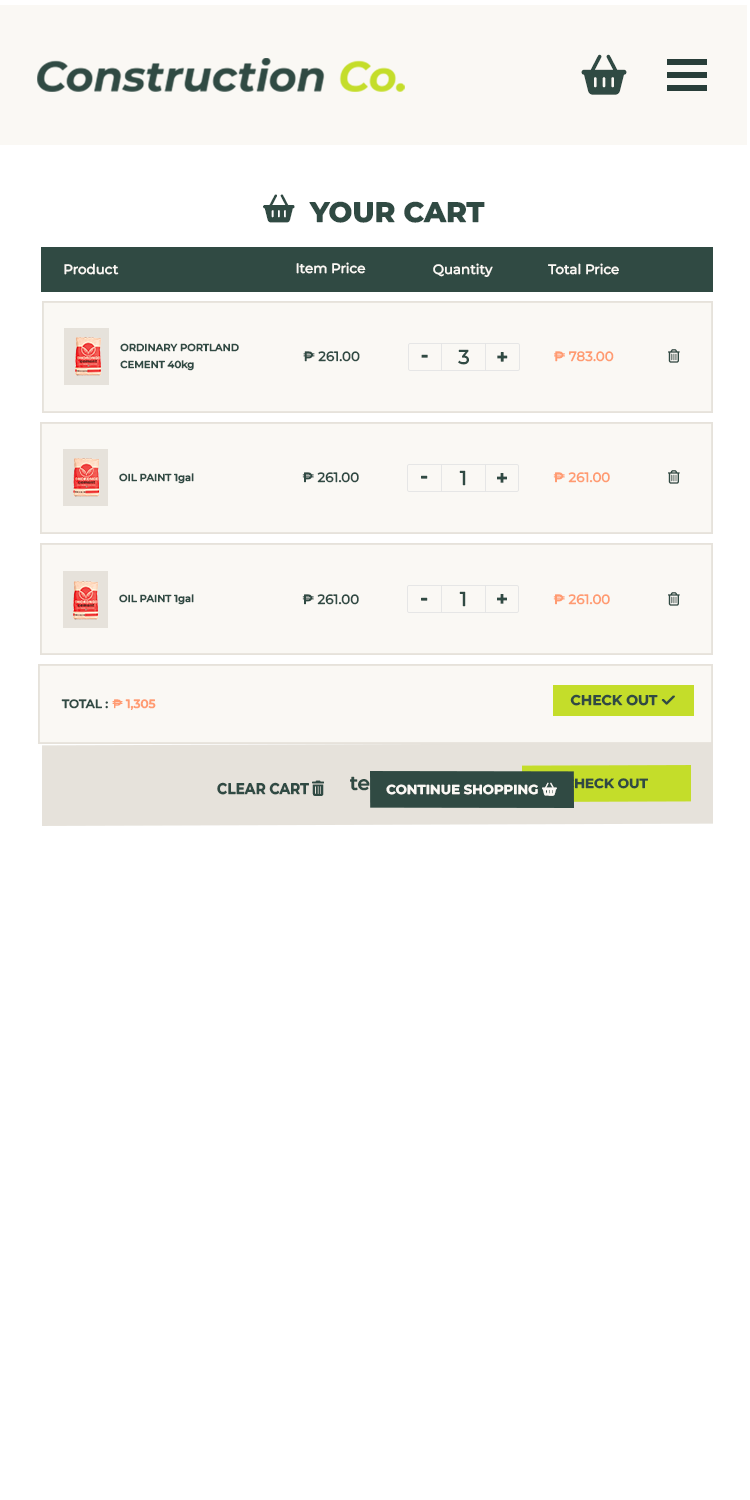 Construction Co.
YOUR CART
Product Item Price Quantity Total Price
ORDINARY PORTLAND
CEMENT 40kg
₱ 261.00 - 3 + ₱ 783.00
OIL PAINT 1gal ₱ 261.00 - 1 + ₱ 261.00
OIL PAINT 1gal ₱ 261.00 - 1 + ₱ 261.00
TOTAL : ₱ 1,305 CHECK OUT
CLEAR CART te CONTINUE SHOPPING HECK OUT